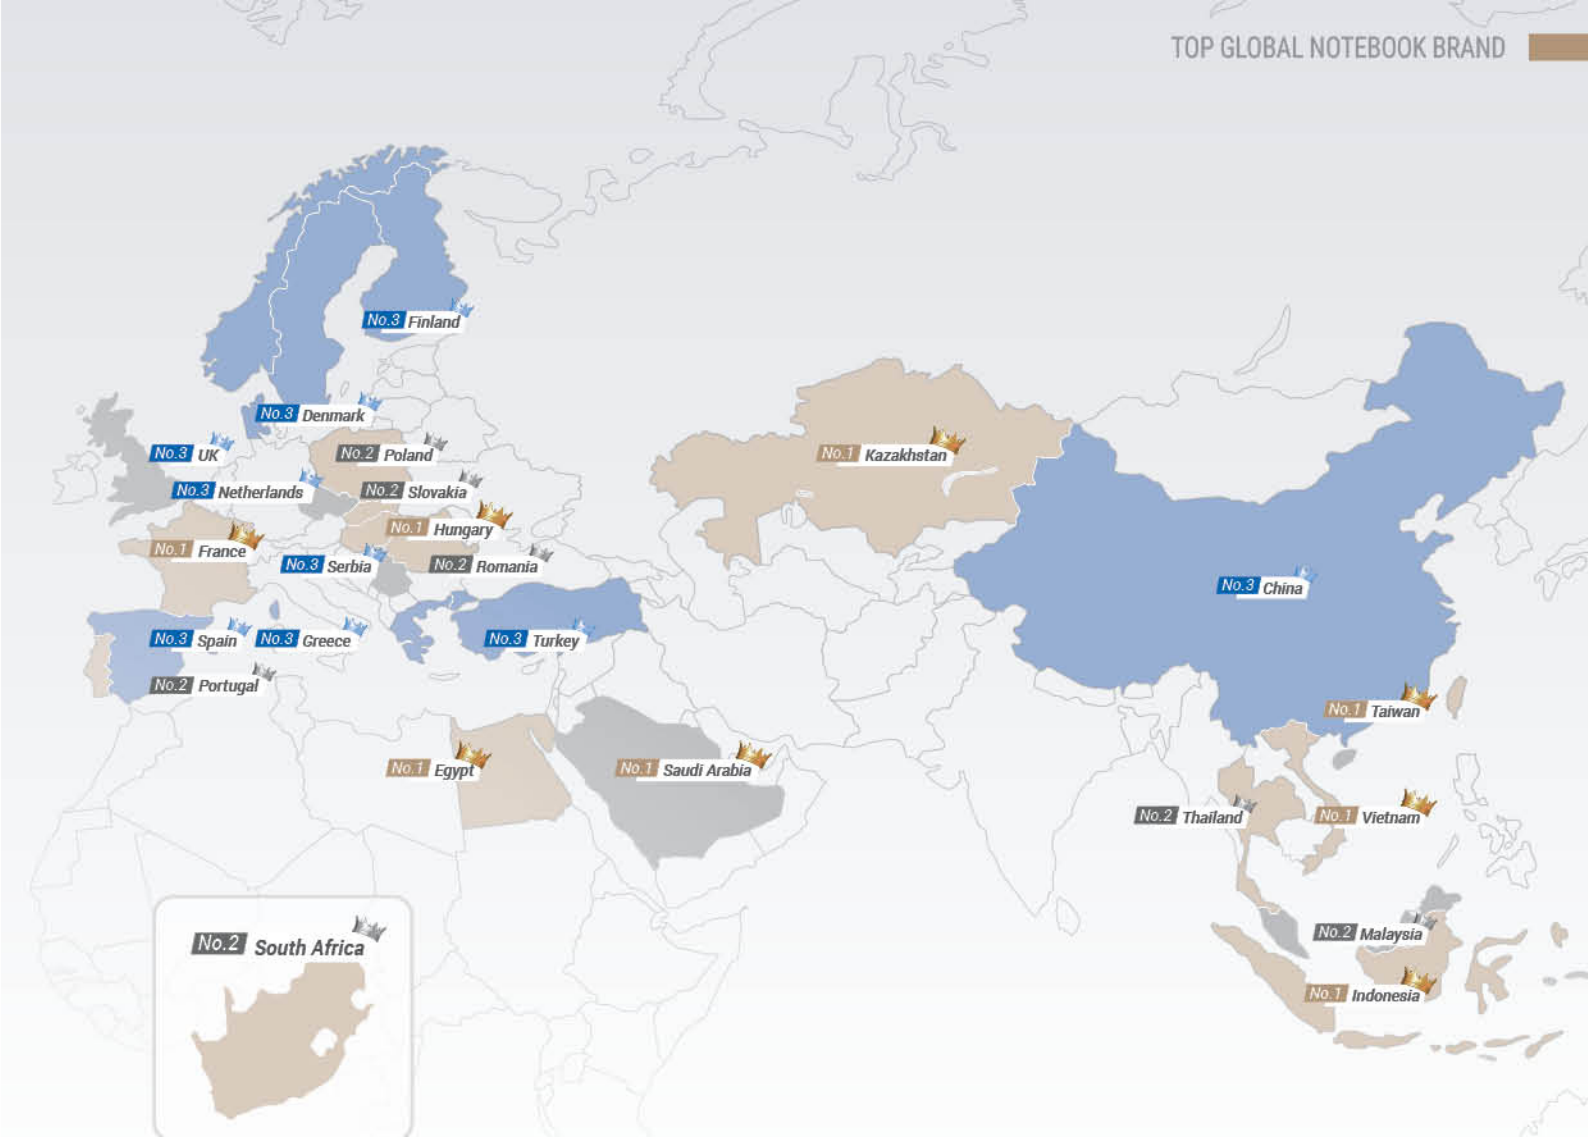 TOP GLOBAL NOTEBOOK BRAND
No.3 Finland
No.3 Denmark
No.3 UK
No.2 Poland
No.1 Kazakhstan
No.3 Netherlands
No.2 Slovakia
No.1 Hungary
No.1 France
No.3 Serbia
No.2 Romania
No.3 China
No.3 Spain
No.3 Greece
No.3 Turkey
No.2 Portugal
No.1 Taiwan
No.1 Egypt
No.1 Saudi Arabia
No.2 Thailand
No.1 Vietnam
No.2 South Africa
No.2 Malaysia
No.1 Indonesia